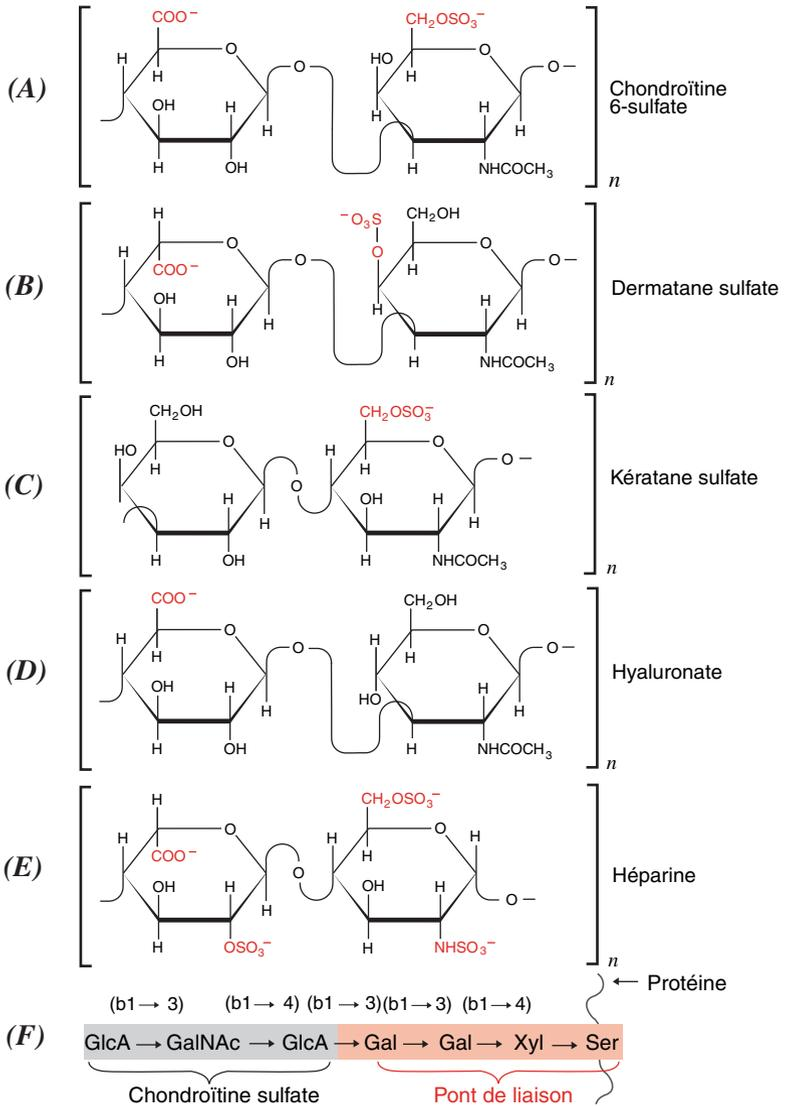 COO⁻
CH₂OSO₃⁻
H O O HO O O
(A)
H H
OH H H H
H
Chondroïtine
6-sulfate
H OH H NHCOCH₃
n
H ⁻O₃S CH₂OH
H O O O O O
(B)
COO⁻ H
OH H H H H H
Dermatane sulfate
H OH H NHCOCH₃
n
CH₂OH CH₂OSO₃⁻
HO O H O O
(C)
H H
Kératane sulfate
O
H H OH H H
H OH H NHCOCH₃
n
COO⁻ CH₂OH
H O O H O O
(D)
H H
Hyaluronate
OH H H HO H H
H OH H NHCOCH₃
n
H CH₂OSO₃⁻
H O H O H
(E)
COO⁻ H
O
Héparine
OH H H OH H O
H OSO₃⁻ H NHSO₃⁻
n
Protéine
(b1→ 3) (b1→ 4) (b1→ 3)(b1→ 3) (b1→4)
(F)
GlcA → GalNAc → GlcA → Gal → Gal → Xyl → Ser
Chondroïtine sulfate Pont de liaison